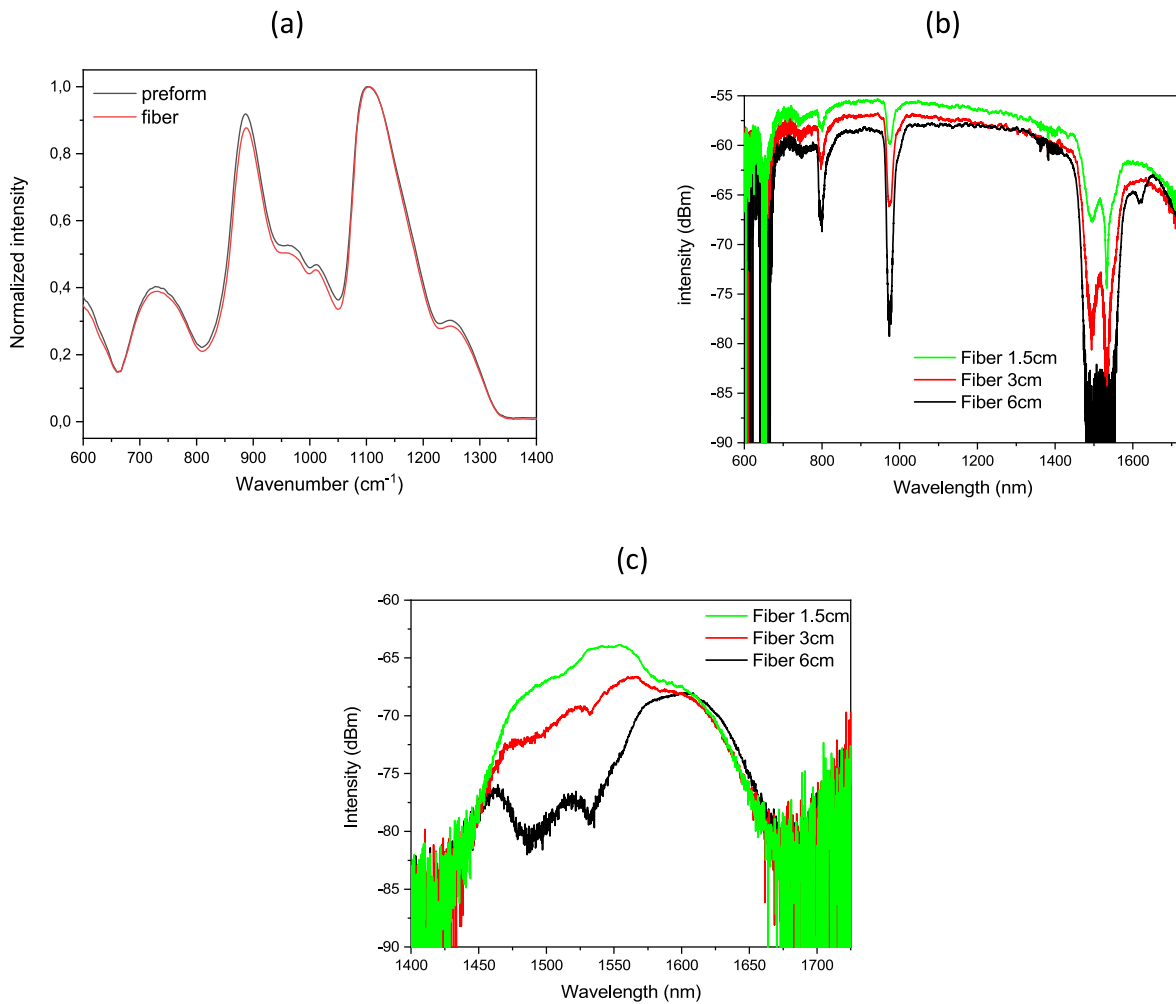 (a)
preform
fiber
Normalized intensity
1,0
0,8
0,6
0,4
0,2
0,0
600 700 800 900 1000 1100 1200 1300 1400
Wavenumber (cm⁻¹)
(b)
intensity (dBm)
-55
-60
-65
-70
-75
-80
-85
-90
Fiber 1.5cm
Fiber 3cm
Fiber 6cm
600 800 1000 1200 1400 1600
Wavelength (nm)
(c)
Intensity (dBm)
-60
-65
-70
-75
-80
-85
-90
Fiber 1.5cm
Fiber 3cm
Fiber 6cm
1400 1450 1500 1550 1600 1650 1700
Wavelength (nm)